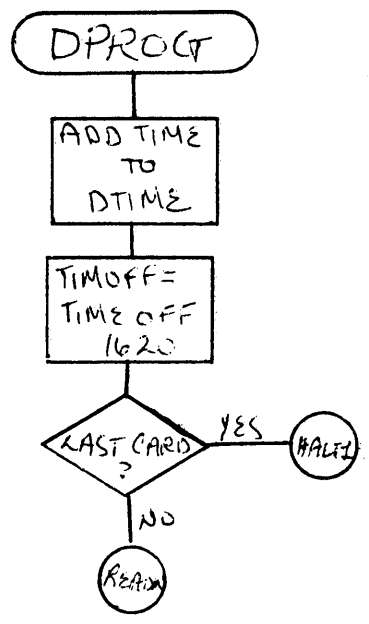 DPROCT
ADD TIME
TO
DTIME
TIMOFF =
TIME OFF
1620
LAST CARD
?
YES
HALT1
NO
READ